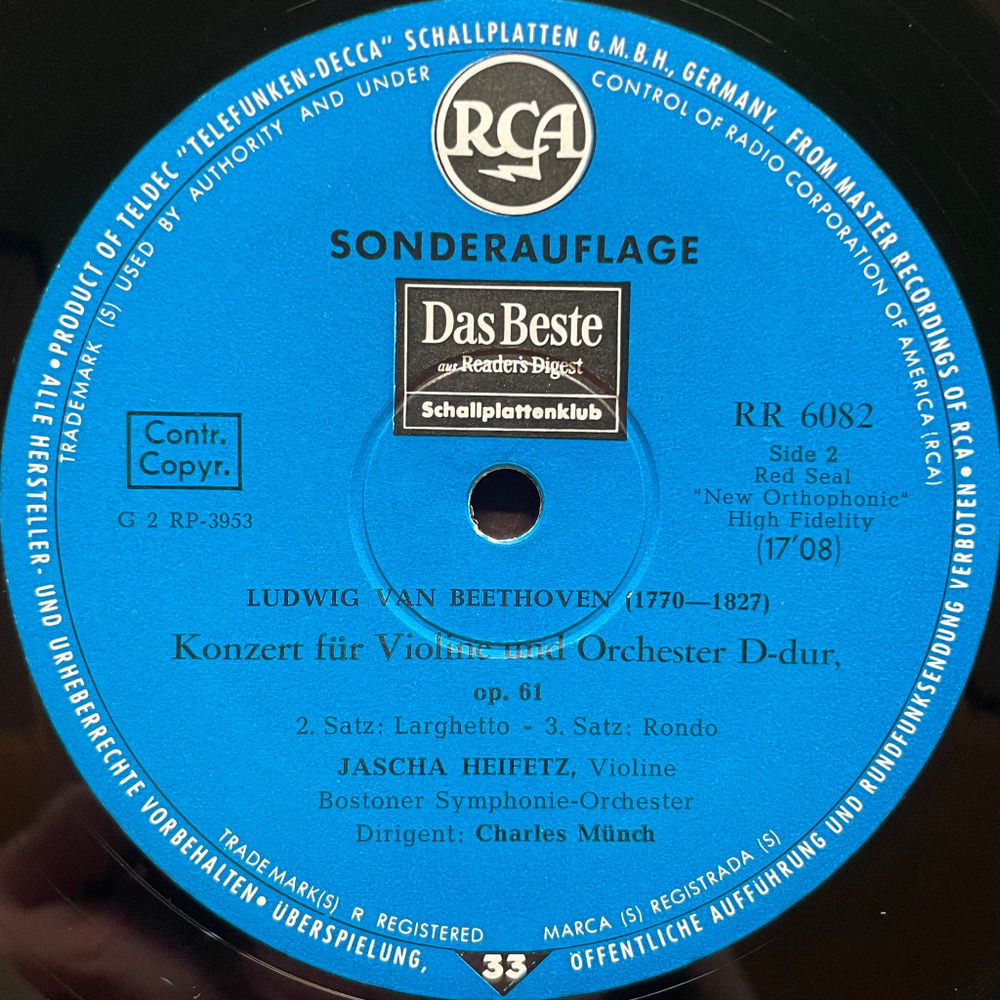 • PRODUCT OF TELDEC "TELEFUNKEN-DECCA" SCHALLPLATTEN G.M.B.H., GERMANY, FROM MASTER RECORDINGS OF RCA • ALLE HERSTELLER- UND URHEBERRECHTE VORBEHALTEN • ÜBERSPIELUNG, ÖFFENTLICHE AUFFÜHRUNG UND RUNDFUNKSENDUNG VERBOTEN
TRADEMARK (S) USED BY AUTHORITY AND UNDER CONTROL OF RADIO CORPORATION OF AMERICA (RCA)
RCA
SONDERAUFLAGE
Das Beste
aus Reader's Digest
Schallplattenklub
Contr.
Copyr.
G 2 RP-3953
RR 6082
Side 2
Red Seal
"New Orthophonic"
High Fidelity
(17'08)
LUDWIG VAN BEETHOVEN (1770—1827)
Konzert für Violine und Orchester D-dur,
op. 61
2. Satz: Larghetto - 3. Satz: Rondo
JASCHA HEIFETZ, Violine
Bostoner Symphonie-Orchester
Dirigent: Charles Münch
TRADEMARK(S) R REGISTERED
MARCA (S) REGISTRADA (S)
33